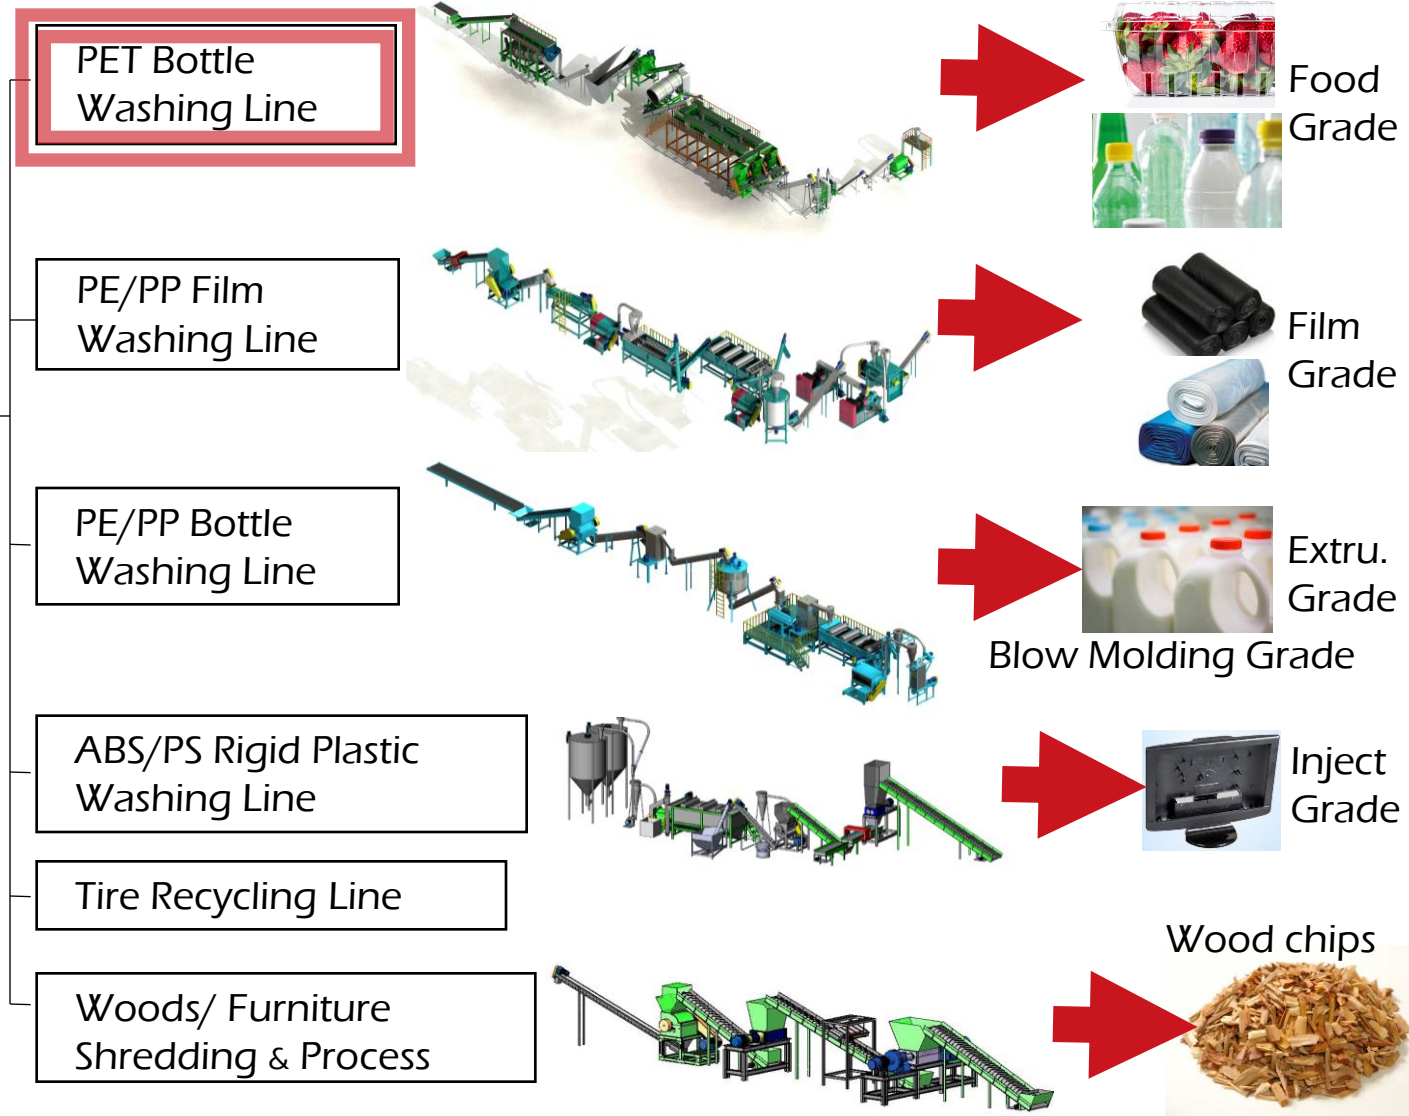 PET Bottle
Washing Line
Food
Grade
PE/PP Film
Washing Line
Film
Grade
PE/PP Bottle
Washing Line
Extru.
Grade
Blow Molding Grade
ABS/PS Rigid Plastic
Washing Line
Inject
Grade
Tire Recycling Line
Wood chips
Woods/ Furniture
Shredding & Process